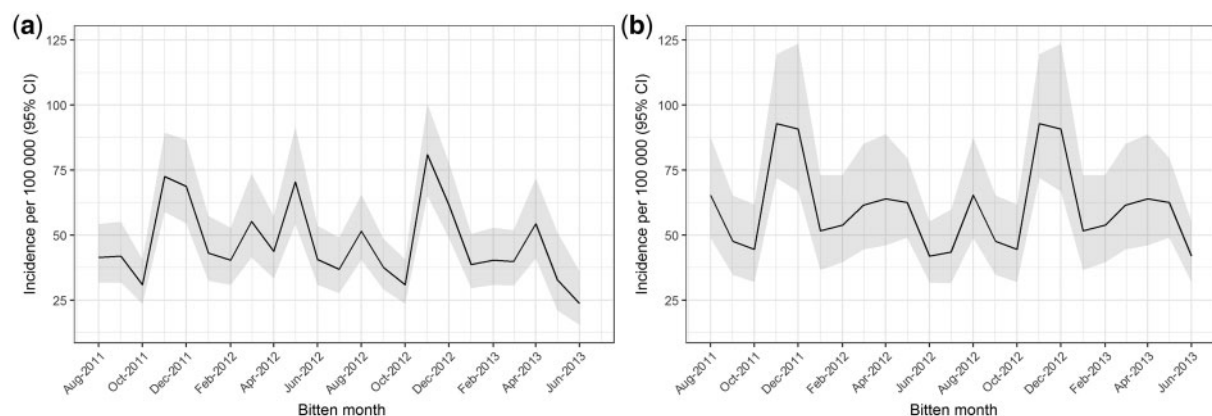 (a)
125
100
75
50
25
Incidence per 100 000 (95% CI)
Aug-2011
Oct-2011
Dec-2011
Feb-2012
Apr-2012
Jun-2012
Aug-2012
Oct-2012
Dec-2012
Feb-2013
Apr-2013
Jun-2013
Bitten month
(b)
125
100
75
50
25
Incidence per 100 000 (95% CI)
Aug-2011
Oct-2011
Dec-2011
Feb-2012
Apr-2012
Jun-2012
Aug-2012
Oct-2012
Dec-2012
Feb-2013
Apr-2013
Jun-2013
Bitten month